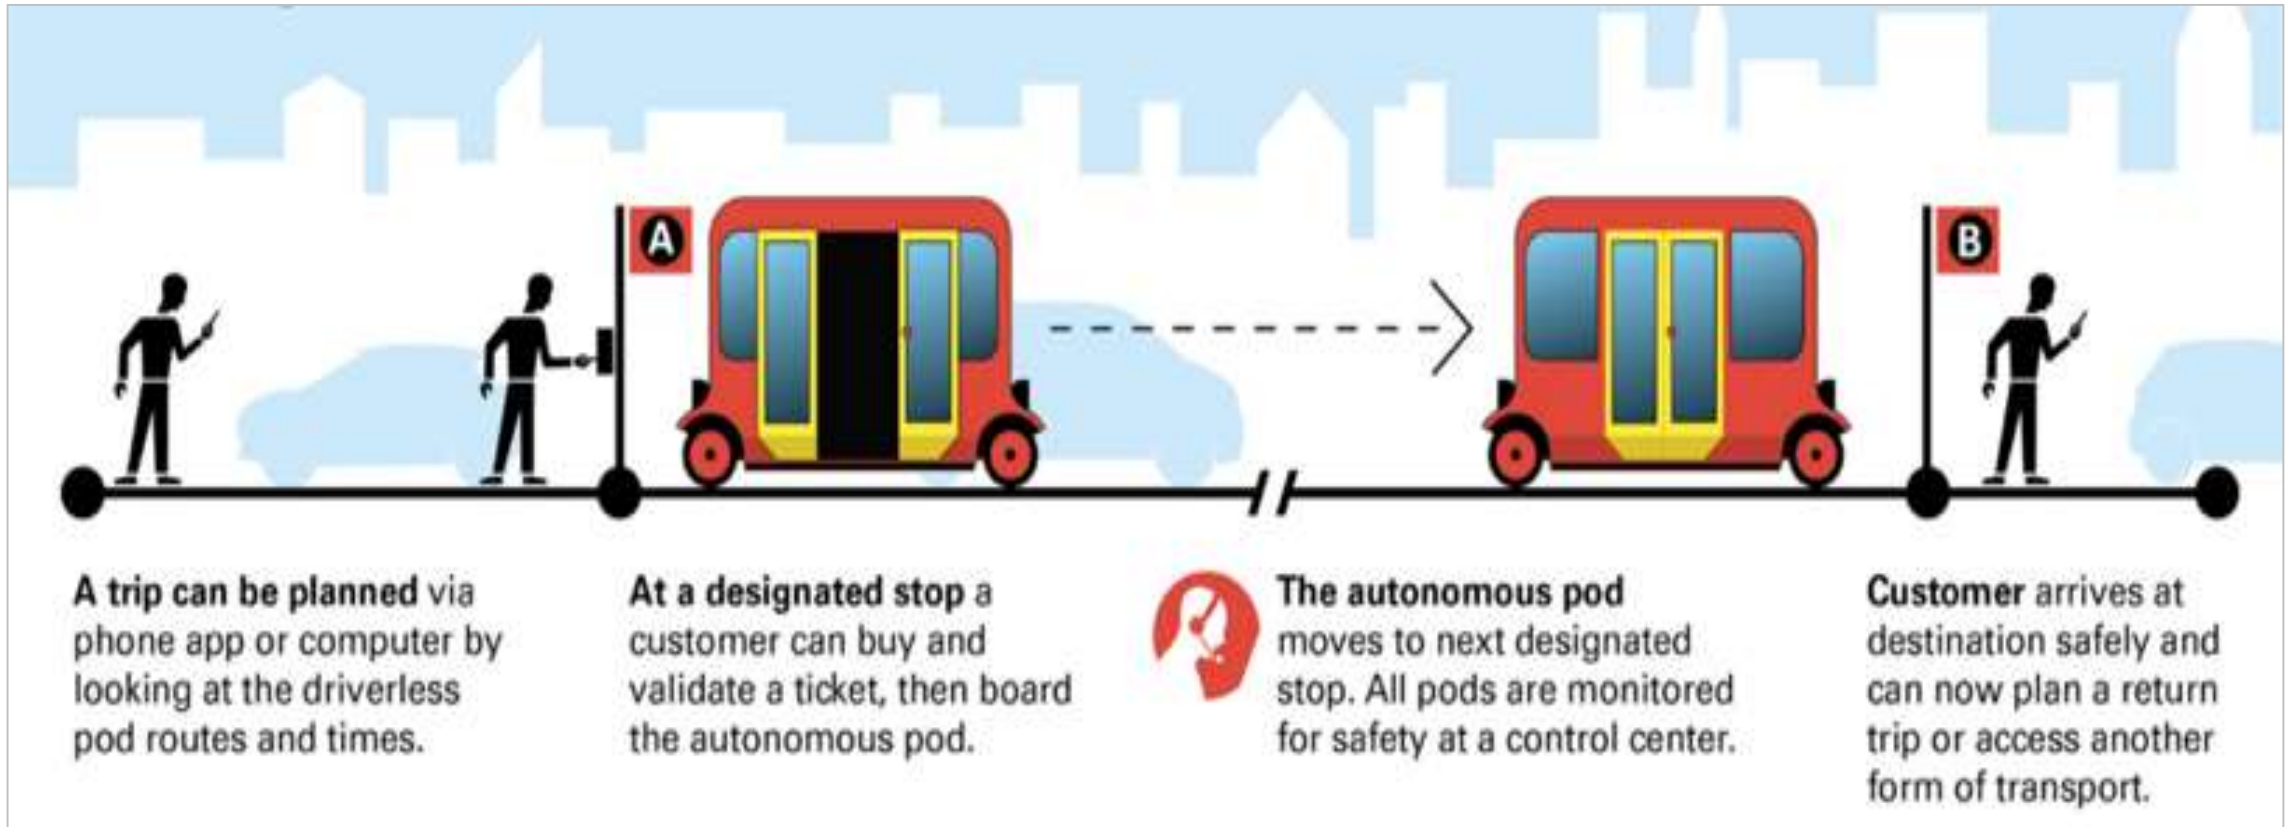 A
B
A trip can be planned via
phone app or computer by
looking at the driverless
pod routes and times.
At a designated stop a
customer can buy and
validate a ticket, then board
the autonomous pod.
The autonomous pod
moves to next designated
stop. All pods are monitored
for safety at a control center.
Customer arrives at
destination safely and
can now plan a return
trip or access another
form of transport.